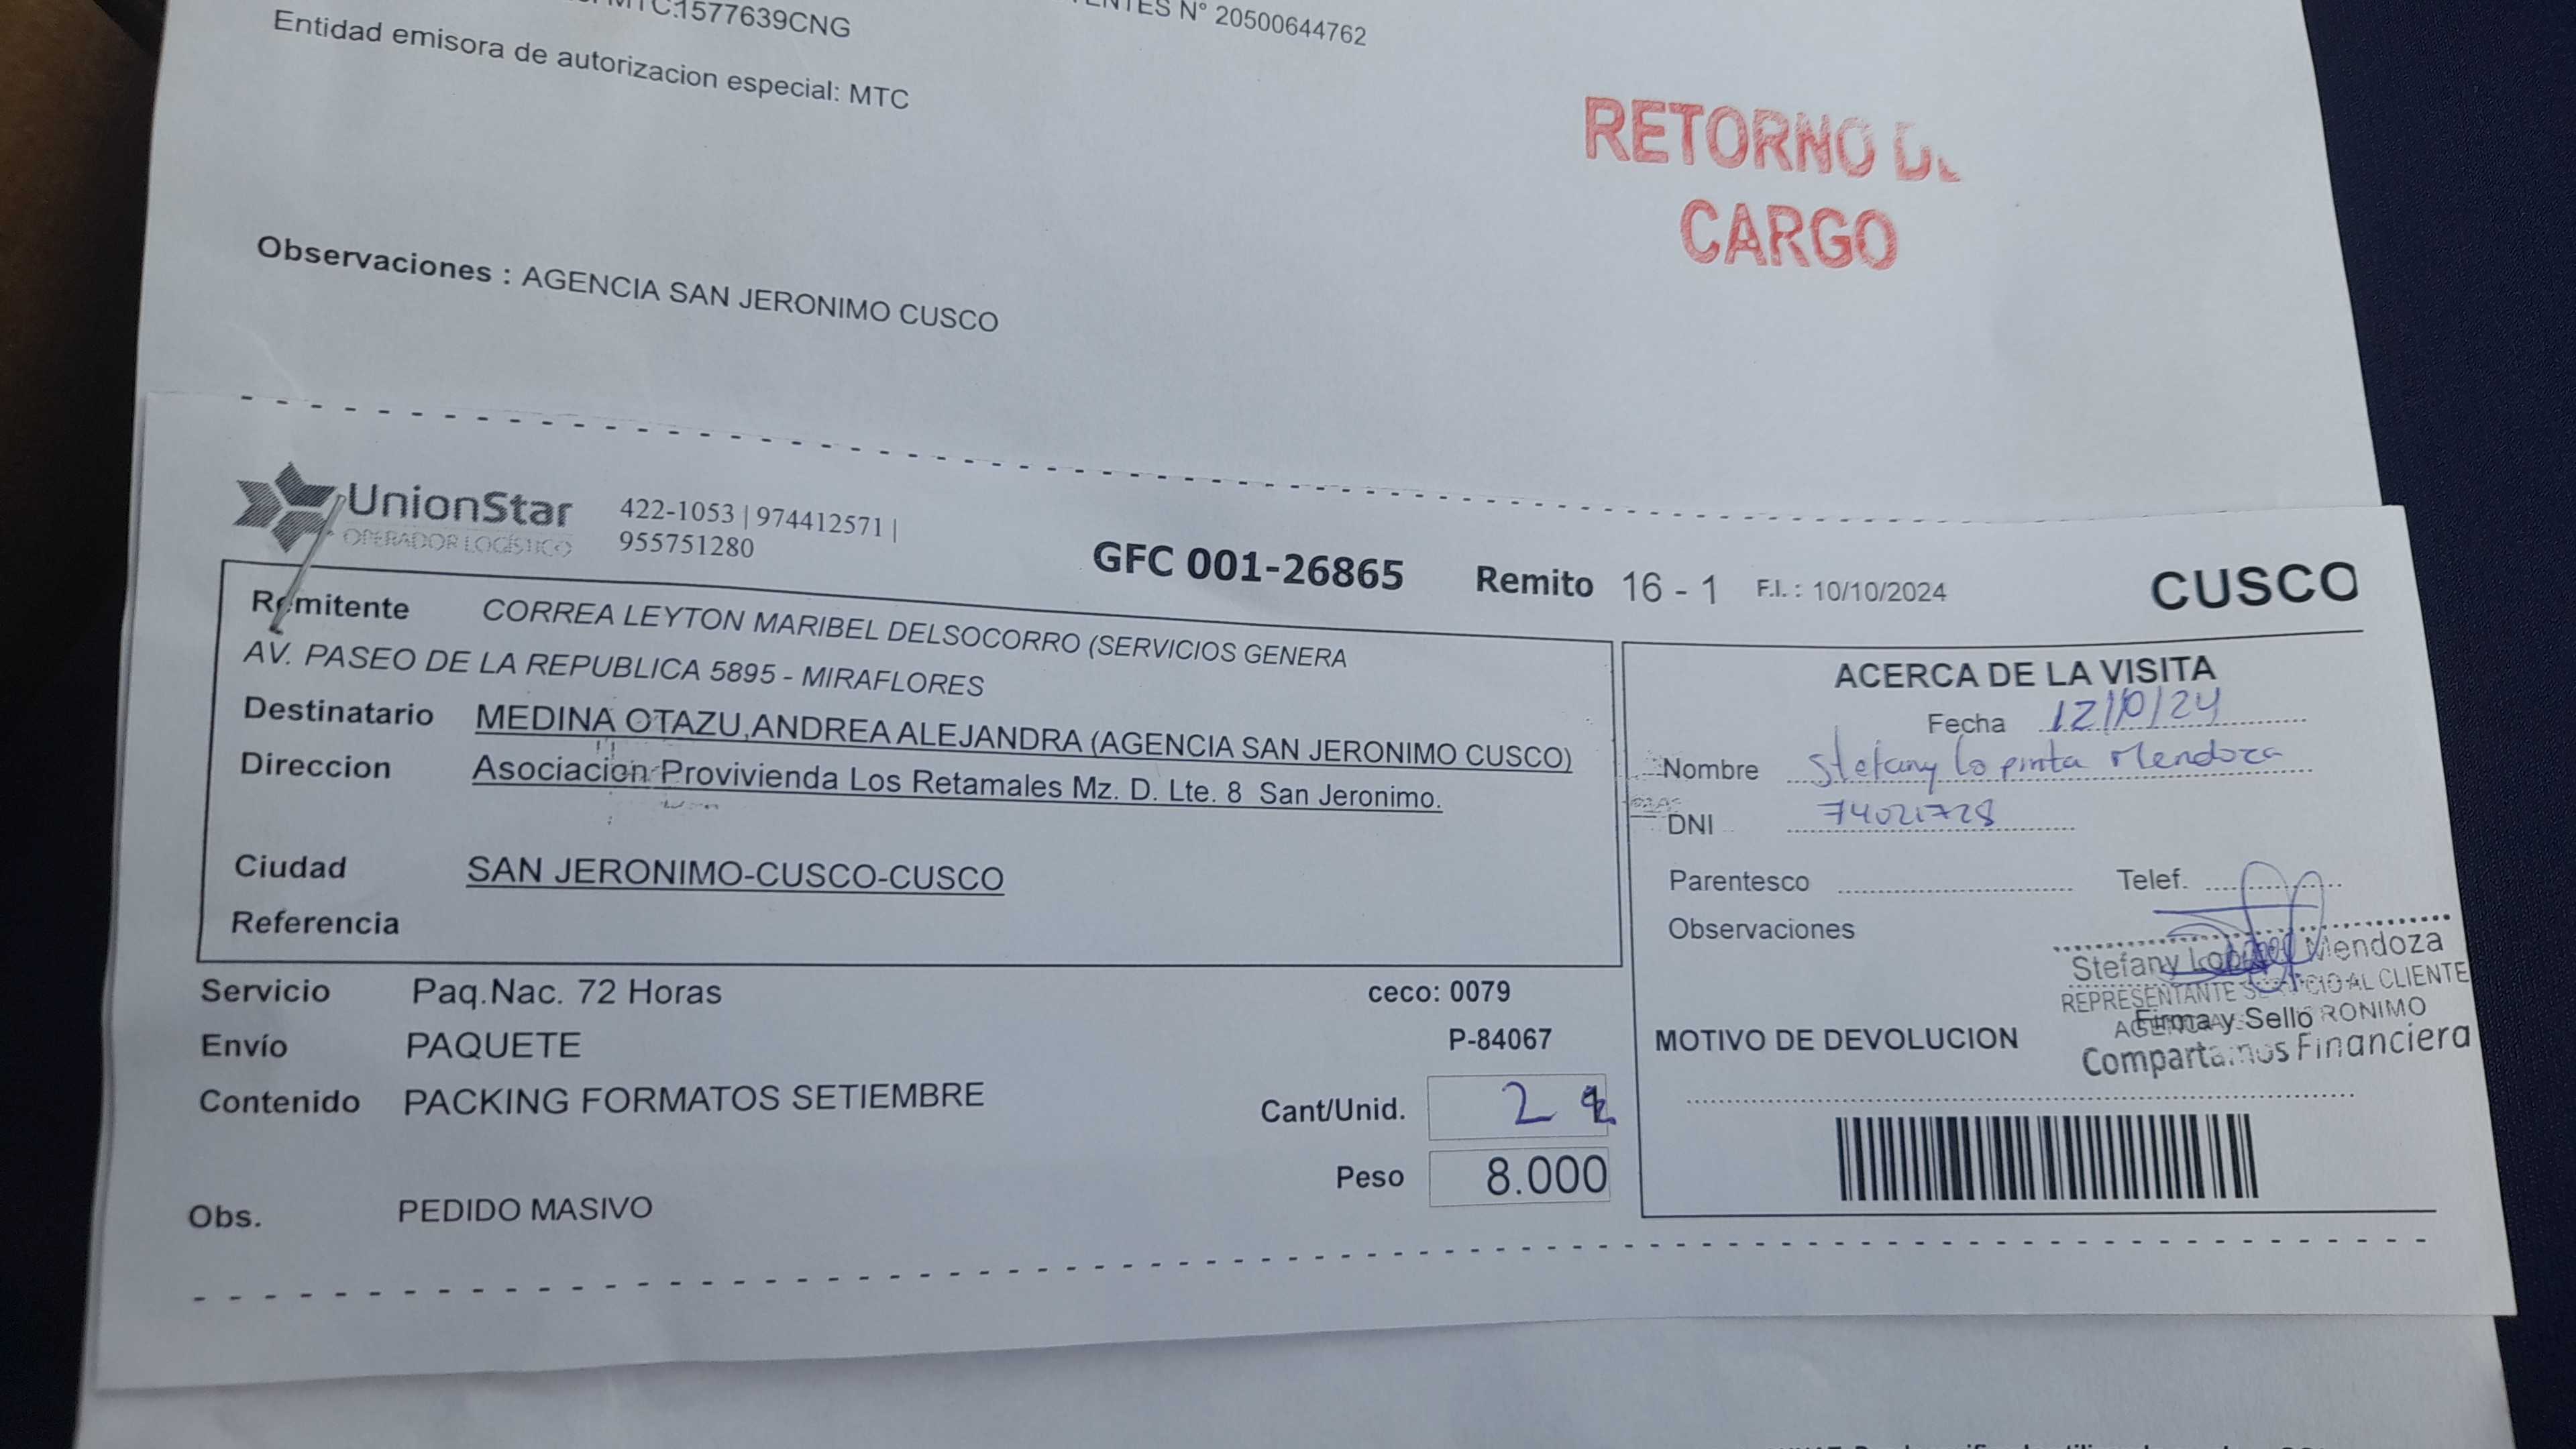 MTC:1577639CNG
N° 20500644762
Entidad emisora de autorizacion especial: MTC
RETORNO
CARGO
Observaciones : AGENCIA SAN JERONIMO CUSCO
UnionStar
OPERADOR LOGÍSTICO
422-1053 | 974412571 |
955751280
GFC 001-26865 Remito 16 - 1 F.I. : 10/10/2024
CUSCO
Remitente CORREA LEYTON MARIBEL DELSOCORRO (SERVICIOS GENERA
AV. PASEO DE LA REPUBLICA 5895 - MIRAFLORES
Destinatario MEDINA OTAZU,ANDREA ALEJANDRA (AGENCIA SAN JERONIMO CUSCO)
Direccion Asociacion Provivienda Los Retamales Mz. D. Lte. 8 San Jeronimo.
Ciudad SAN JERONIMO-CUSCO-CUSCO
Referencia
Servicio Paq.Nac. 72 Horas
ceco: 0079
Envío PAQUETE
P-84067
Contenido PACKING FORMATOS SETIEMBRE
Cant/Unid. 2
Peso 8.000
Obs. PEDIDO MASIVO
ACERCA DE LA VISITA
Fecha 12/10/24
Nombre Stefany Mendoza
DNI 74021728
Parentesco Telef.
Observaciones
Stefany Mendoza
REPRESENTANTE CLIENTE
Firma y Sello
MOTIVO DE DEVOLUCION
Compartamos Financiera